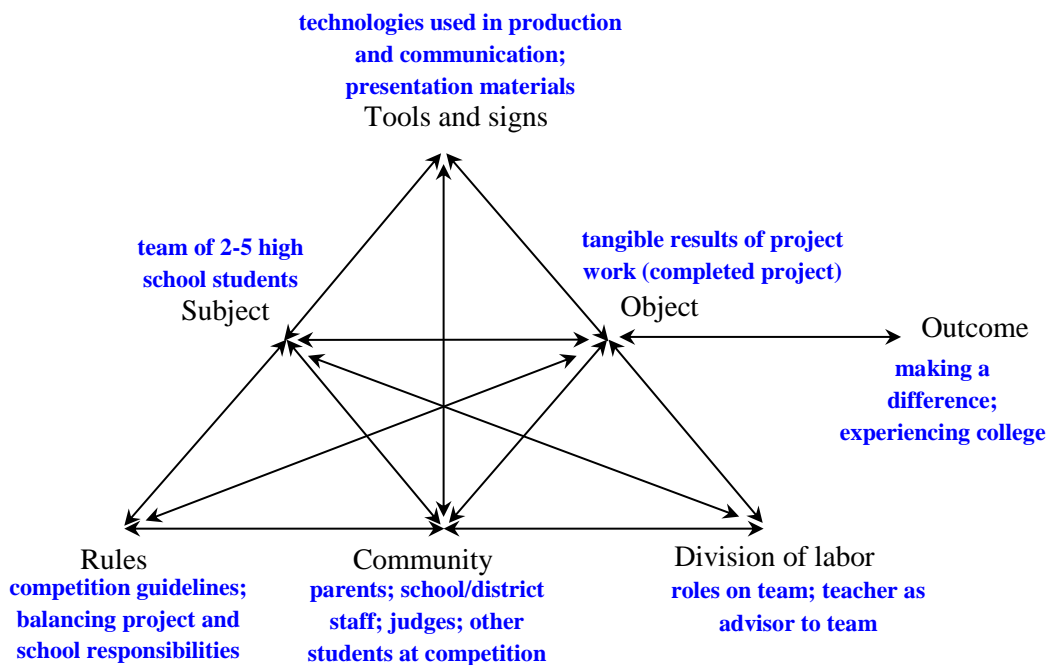 technologies used in production
and communication;
presentation materials
Tools and signs
team of 2-5 high
school students
Subject
tangible results of project
work (completed project)
Object
Outcome
making a
difference;
experiencing college
Rules
competition guidelines;
balancing project and
school responsibilities
Community
parents; school/district
staff; judges; other
students at competition
Division of labor
roles on team; teacher as
advisor to team